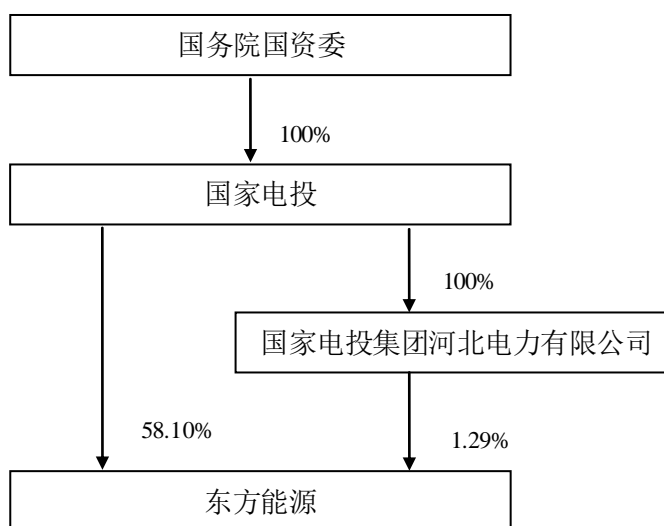 国务院国资委
100%
国家电投
100%
国家电投集团河北电力有限公司
58.10%
1.29%
东方能源